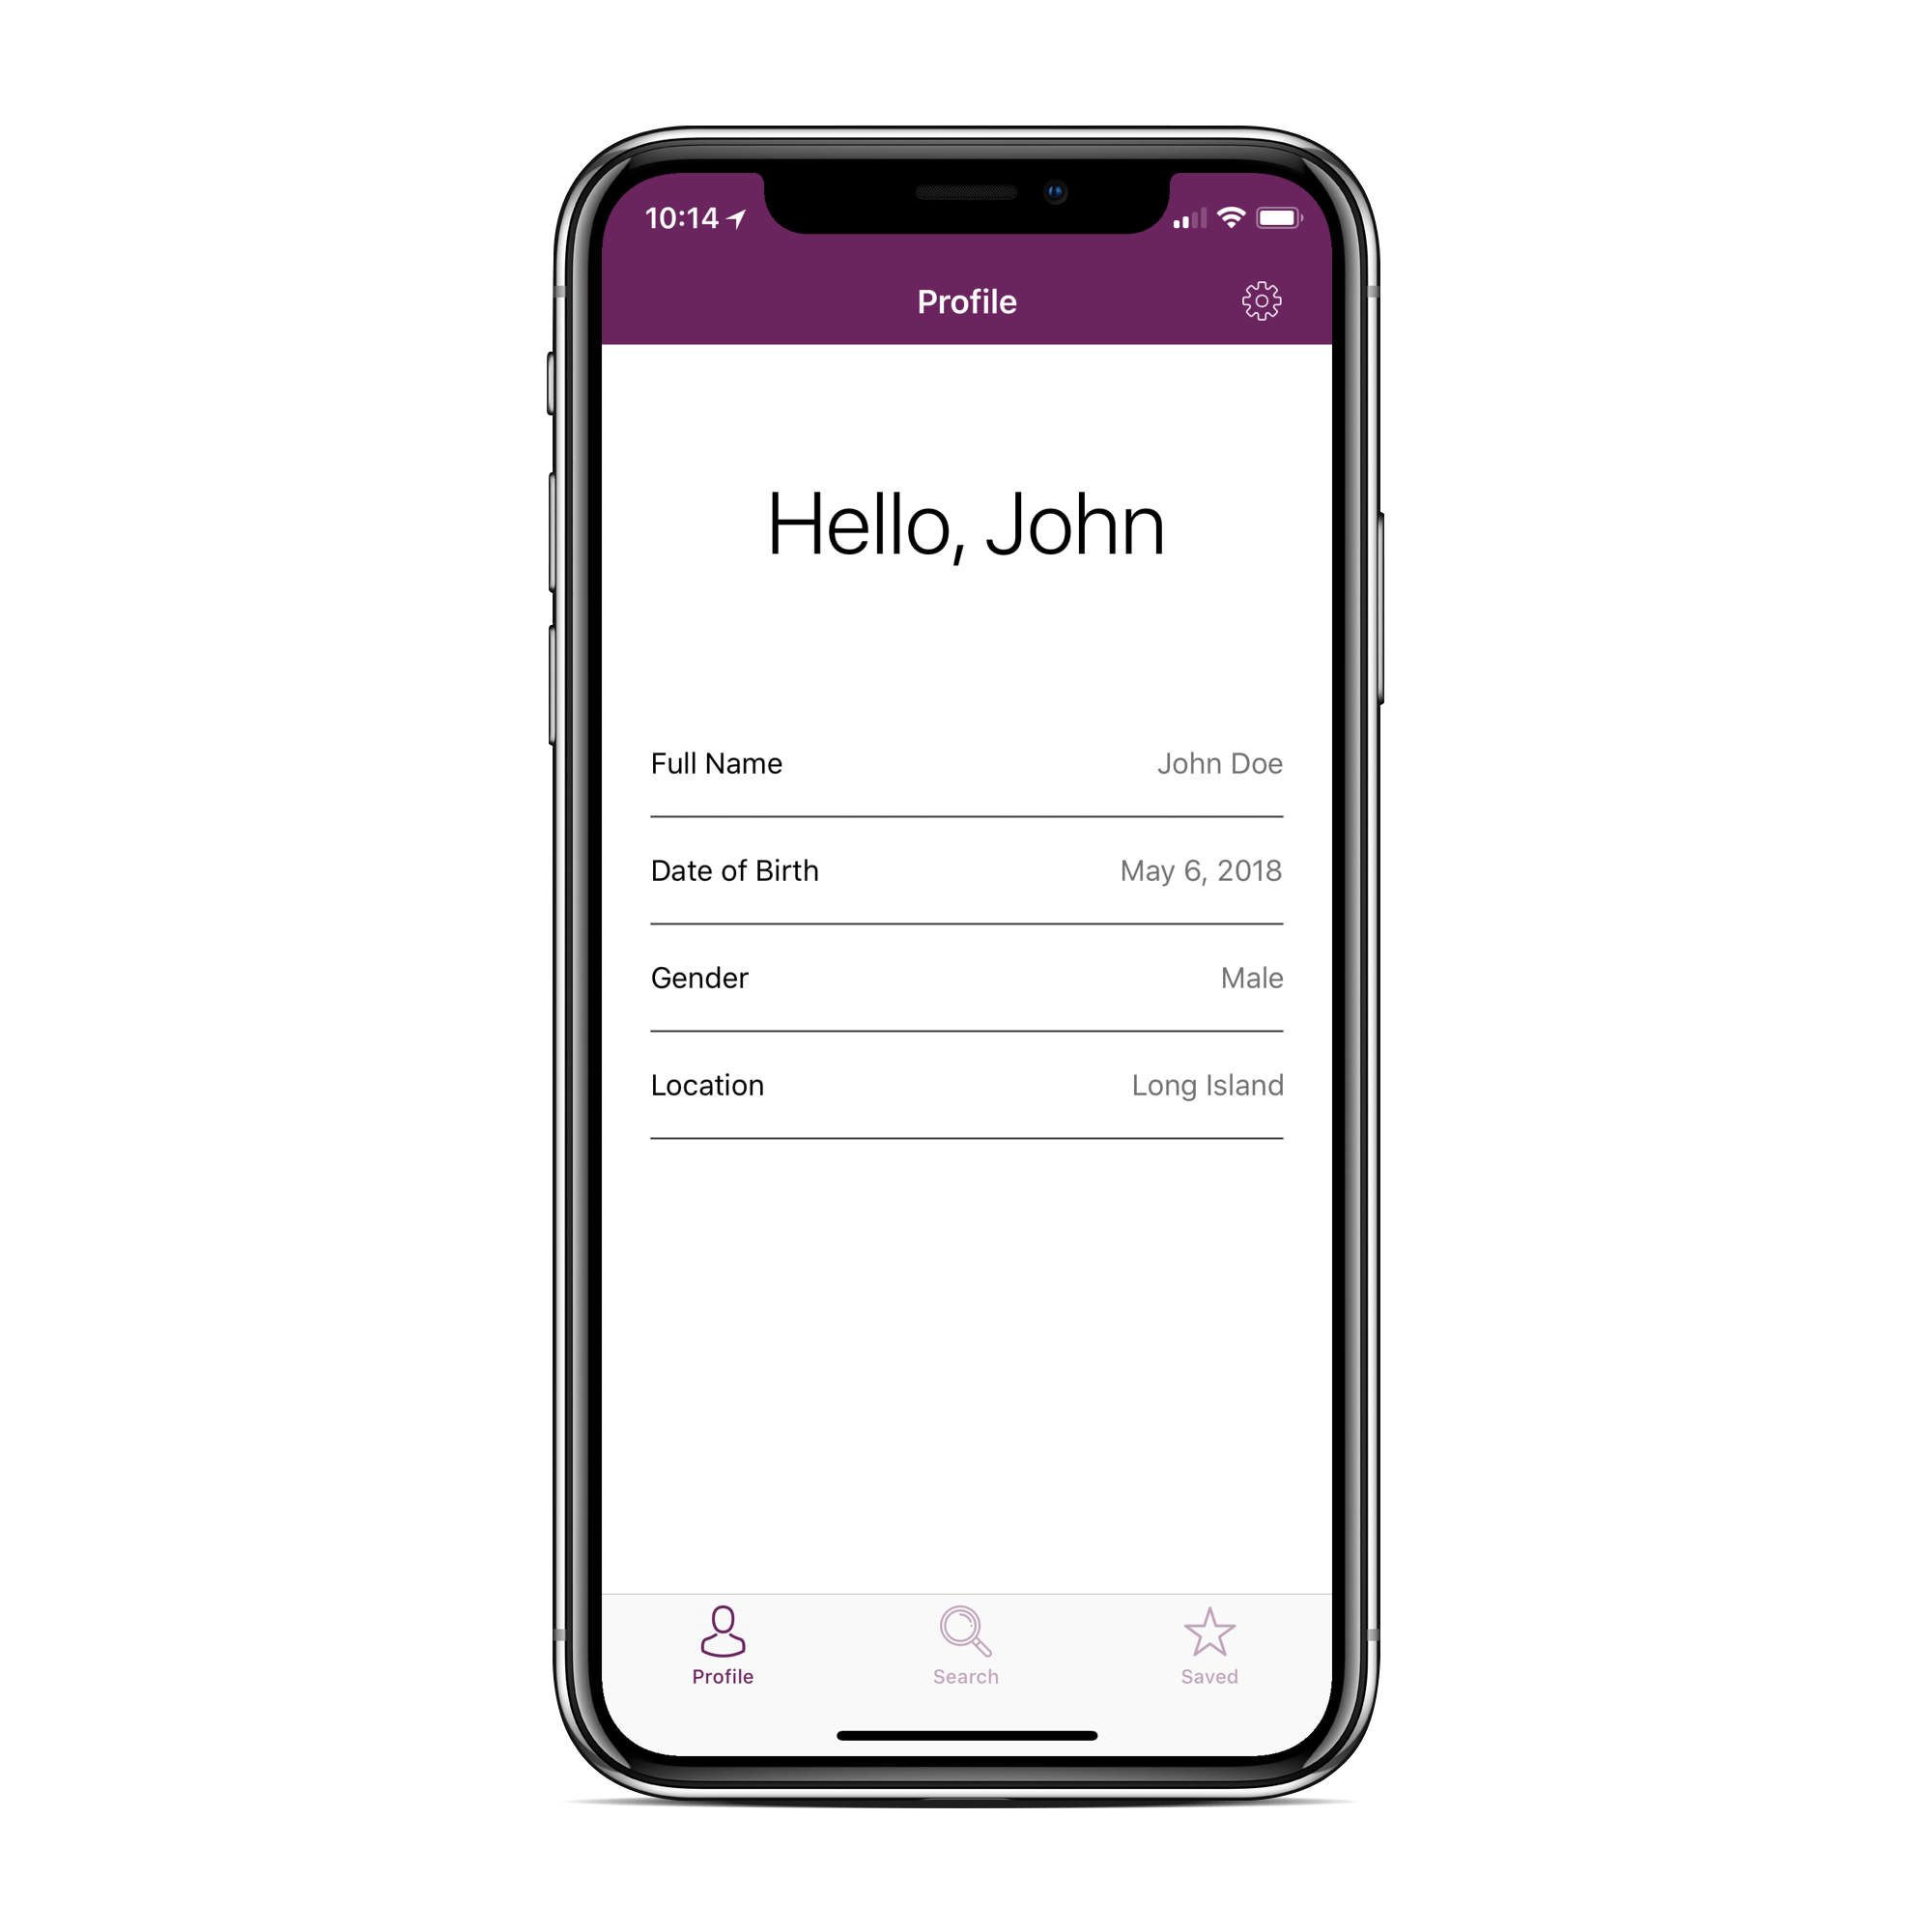 10:14
Profile
Hello, John
Full Name John Doe
Date of Birth May 6, 2018
Gender Male
Location Long Island
Profile Search Saved